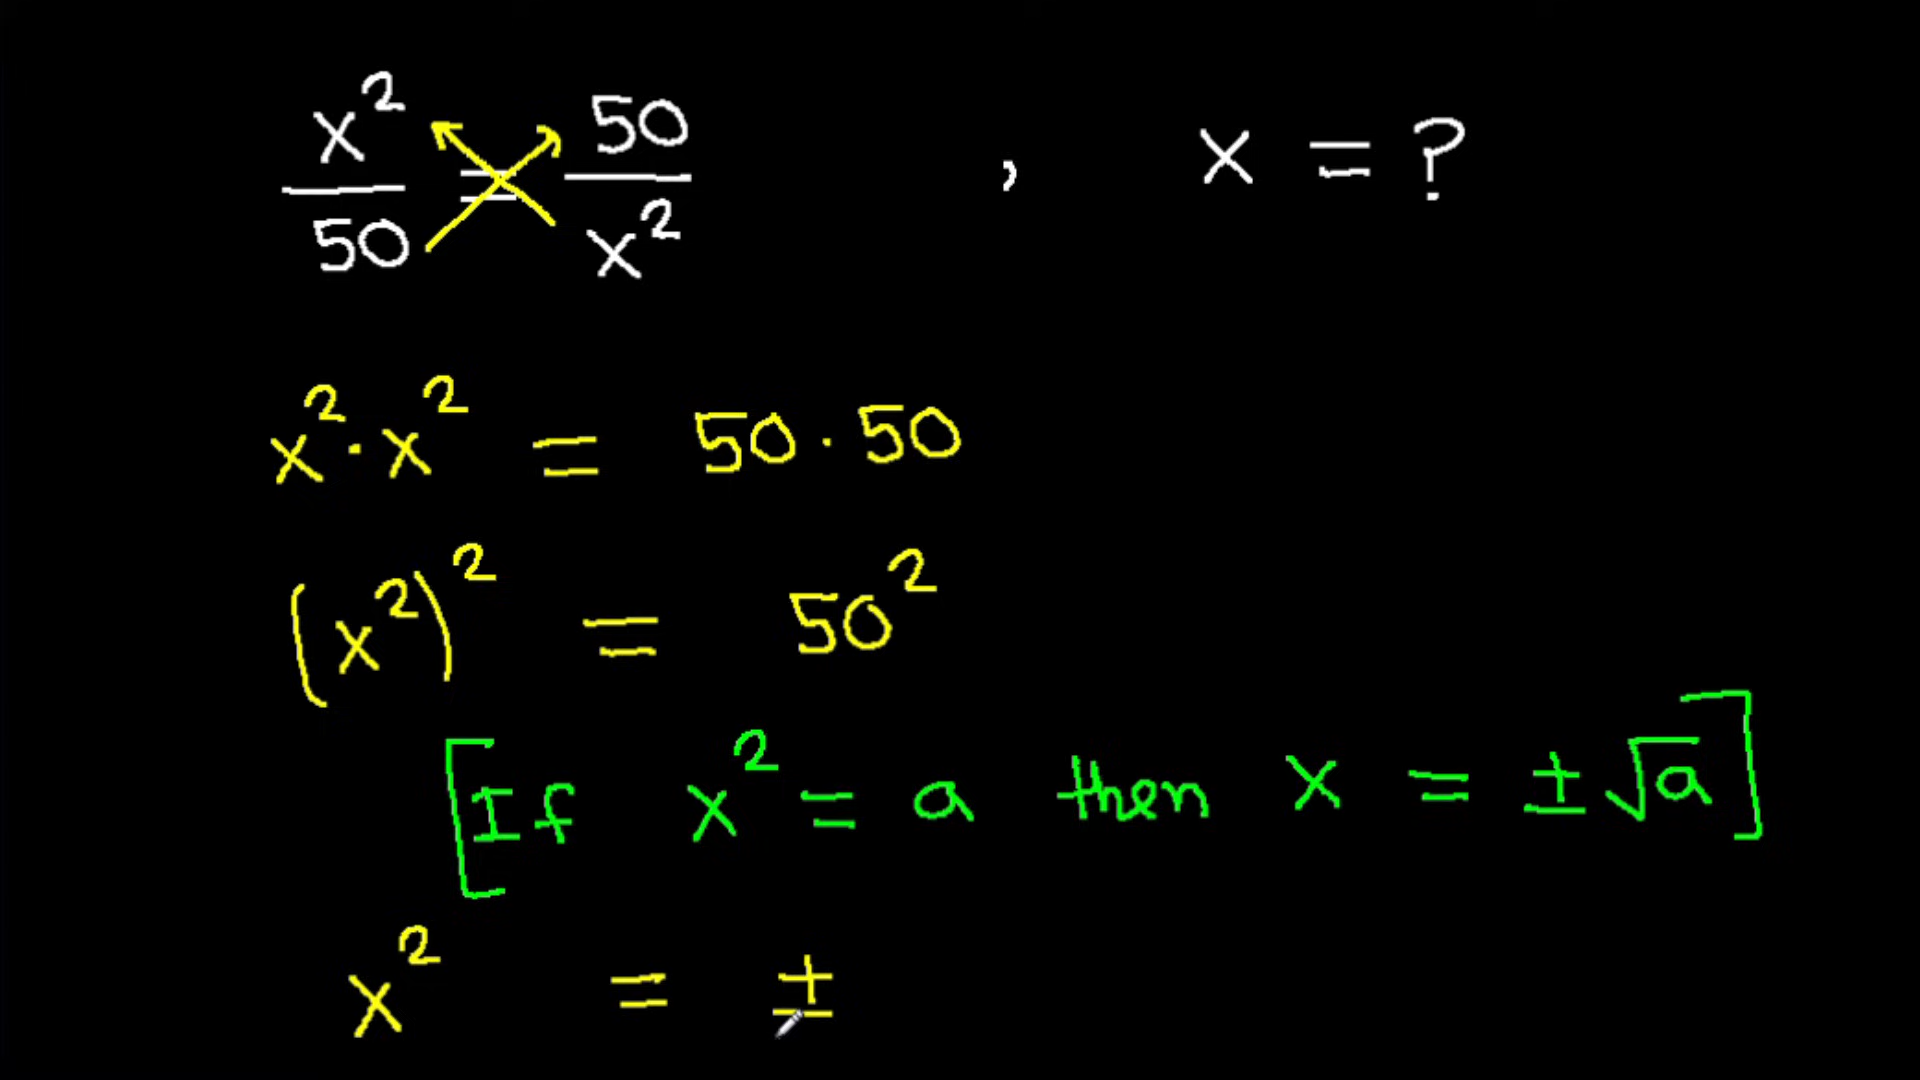 x²/50 = 50/x² , x = ?
x² · x² = 50 · 50
(x²)² = 50²
[If x² = a then x = ±√a]
x² = ±